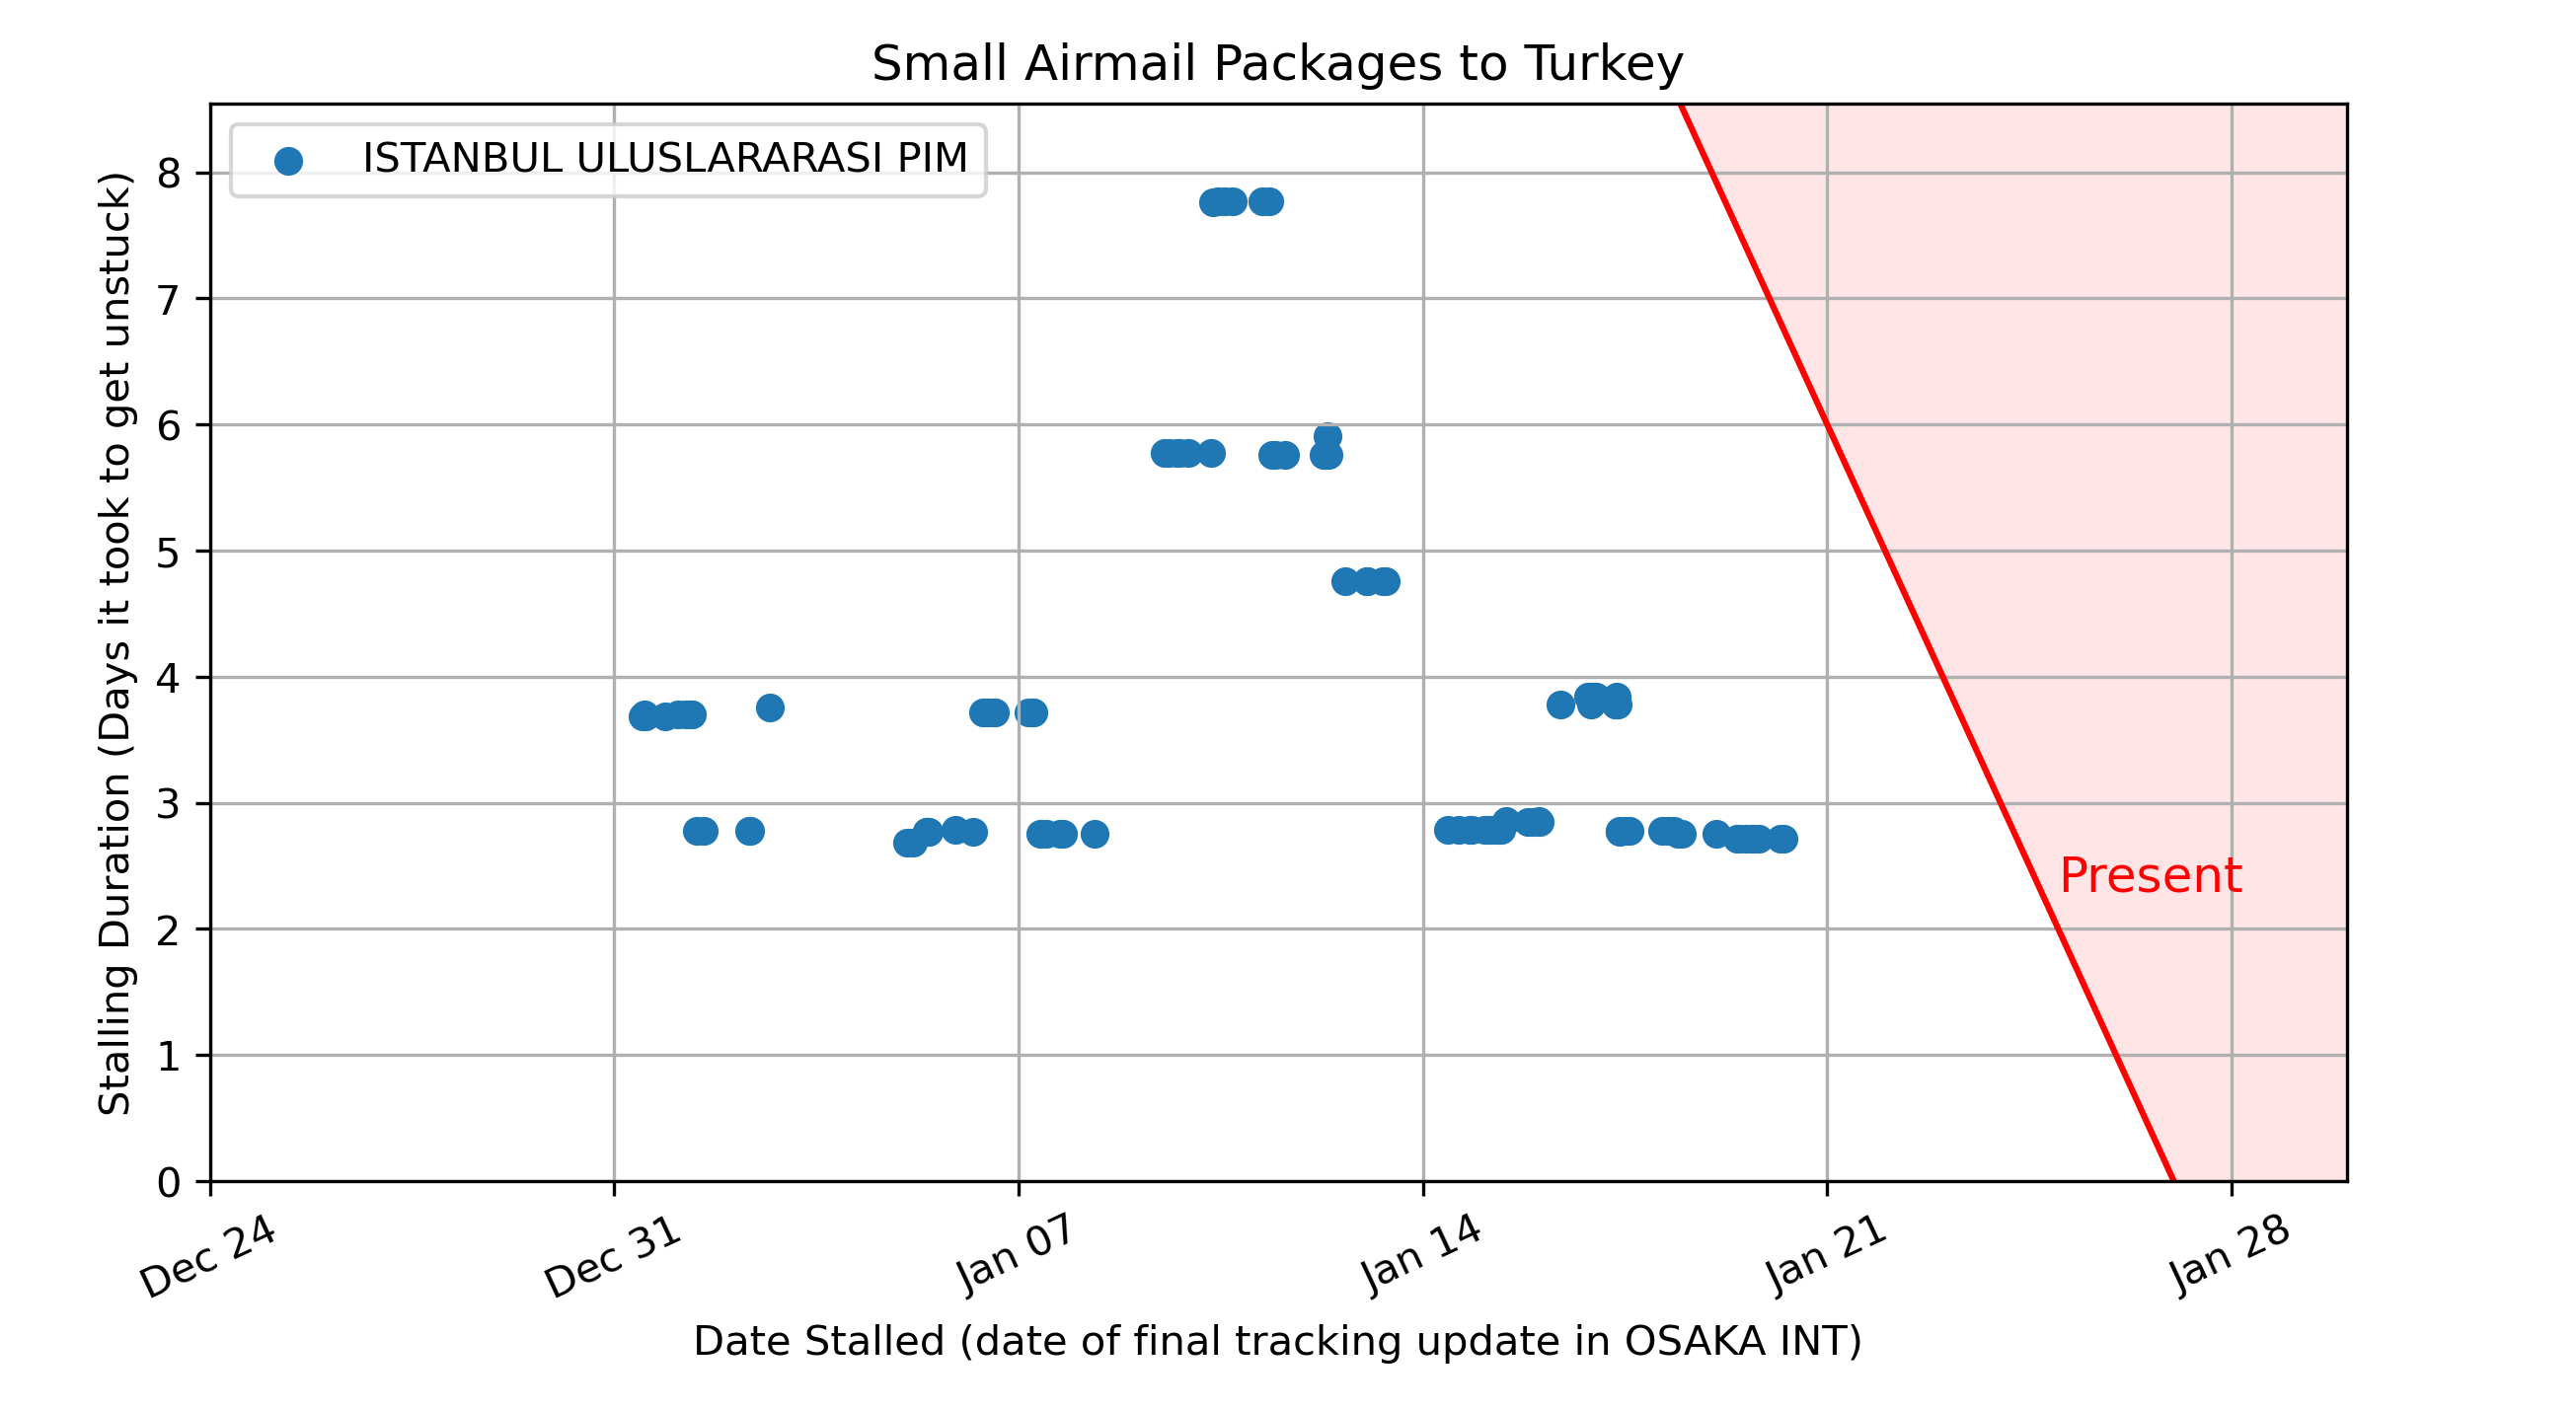 Small Airmail Packages to Turkey
ISTANBUL ULUSLARARASI PIM
Stalling Duration (Days it took to get unstuck)
8
7
6
5
4
3
2
1
0
Present
Dec 24
Dec 31
Jan 07
Jan 14
Jan 21
Jan 28
Date Stalled (date of final tracking update in OSAKA INT)